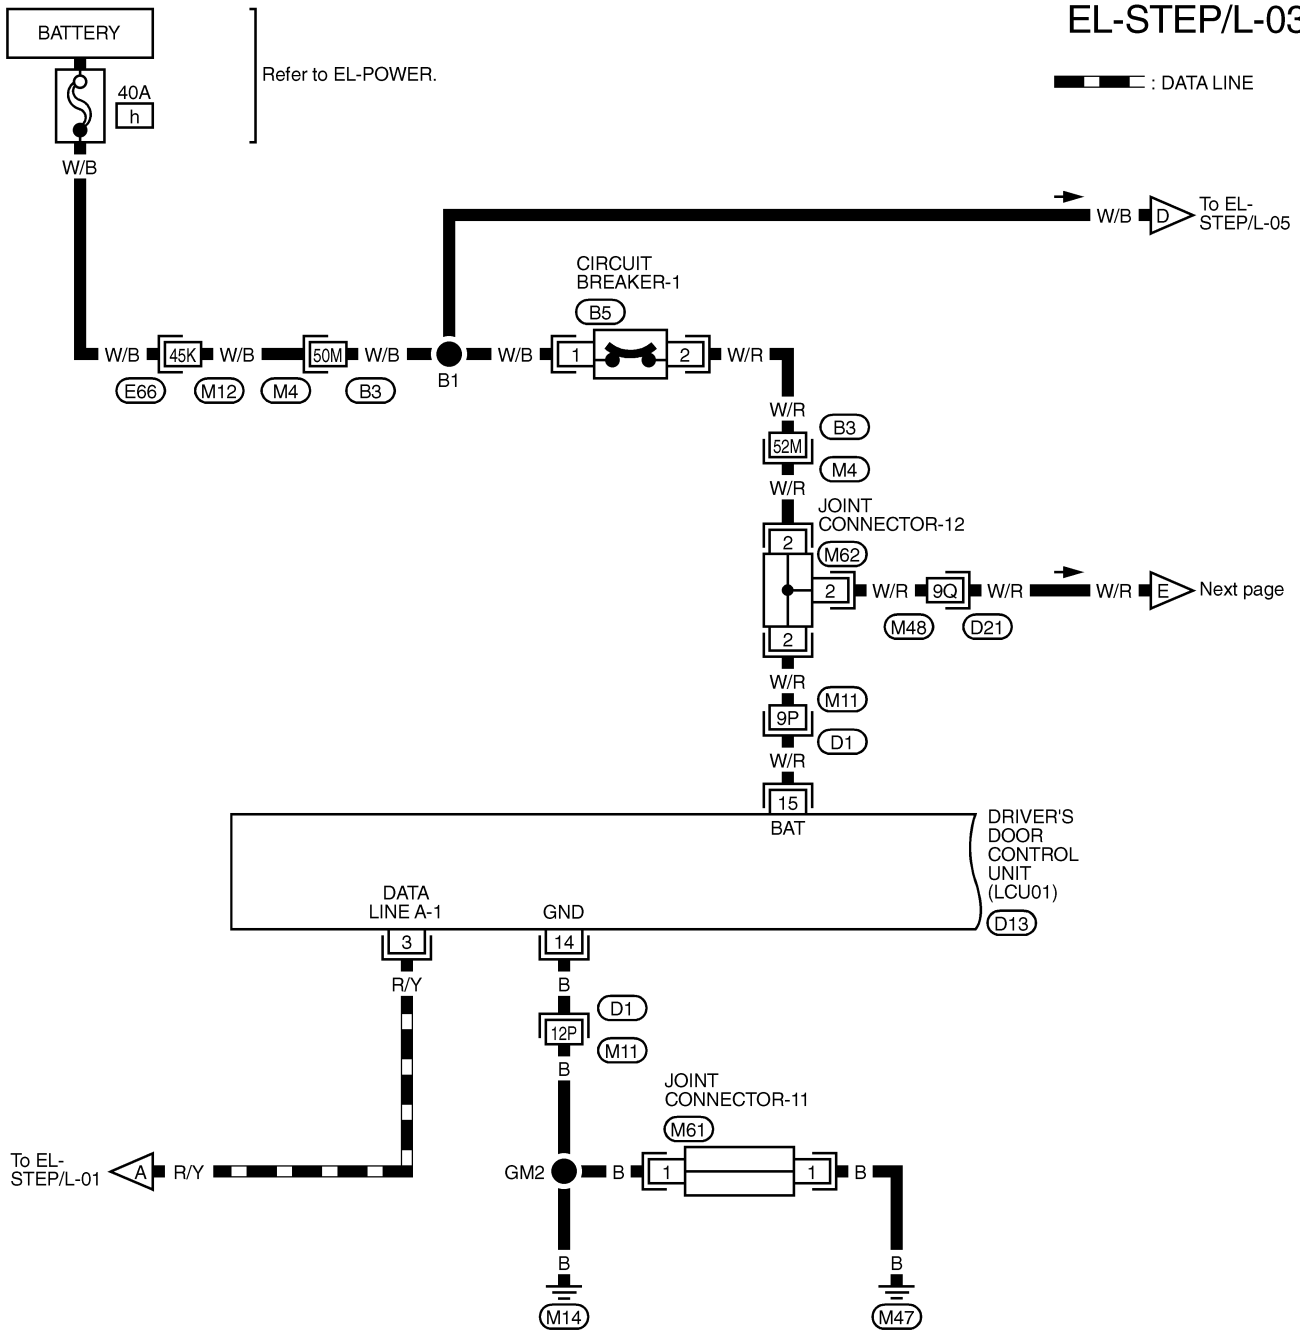 EL-STEP/L-03
BATTERY
Refer to EL-POWER.
: DATA LINE
40A
h
W/B
To EL-
STEP/L-05
W/B
D
CIRCUIT
BREAKER-1
B5
W/B
45K
W/B
50M
W/B
W/B
1
2
W/R
E66
M12
M4
B3
B1
W/R
B3
52M
M4
W/R
JOINT
CONNECTOR-12
2
M62
2
W/R
9Q
W/R
W/R
E
Next page
M48
D21
2
W/R
M11
9P
D1
W/R
15
BAT
DRIVER'S
DOOR
CONTROL
UNIT
(LCU01)
D13
DATA
LINE A-1
GND
3
14
R/Y
B
D1
12P
M11
B
JOINT
CONNECTOR-11
M61
To EL-
STEP/L-01
A
R/Y
GM2
B
1
1
B
B
B
M14
M47